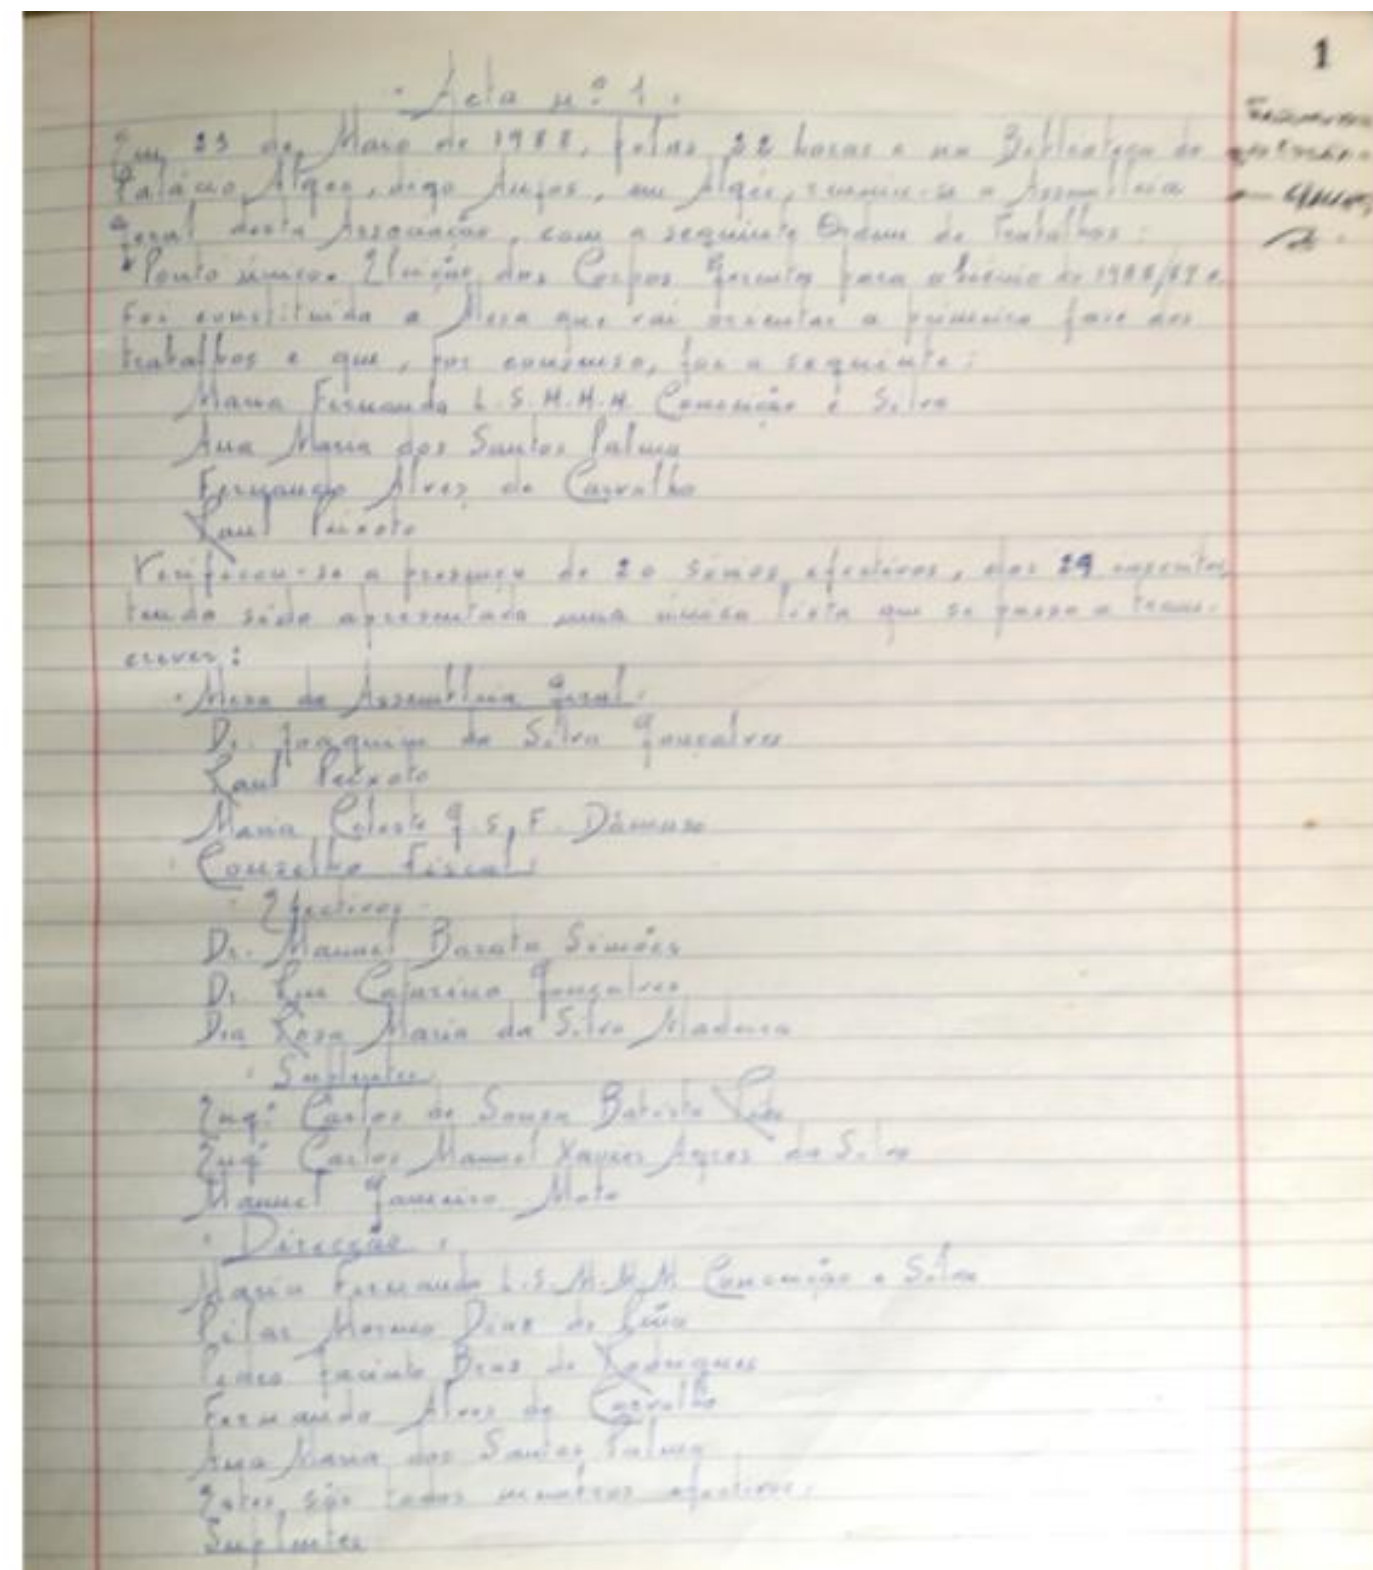 1
Acta nº 1
Em 23 de Maio de 1988, pelas 22 horas e na Biblioteca do
Palácio Algés, digo Anjos, em Algés, reuniu-se a Assembleia
Geral desta Associação, com a seguinte Ordem de Trabalhos:
Ponto único. Eleição dos Corpos Gerentes para o biénio de 1988/89.
Foi constituida a Mesa que vai orientar a primeira fase dos
trabalhos e que, por consenso, foi a seguinte:
Maria Fernanda L.S.M.M.M. Conceição e Silva
Ana Maria dos Santos Palma
Fernando Alves de Carvalho
Raul Peixoto
Verificou-se a presença de 20 sócios efectivos, dos 29 inscritos,
tendo sido apresentada uma única lista que se passa a trans-
crever:
Mesa da Assembleia Geral
Dr. Joaquim da Silva Gonçalves
Raul Peixoto
Maria Celeste G.S.F. Dâmaso
Conselho Fiscal
Efectivos
Dr. Manuel Barata Simões
Dr Gonçalves
Dra Rosa Maria da Silva Madeira
Suplentes
Engº Carlos de Sousa Batista
Engº Carlos Manuel Xavier da Silva
Manuel Mota
Direcção
Maria Fernanda L.S.M.M.M Conceição e Silva
Pilar Moreno Diaz de
Pedro Jacinto Bras de Rodrigues
Fernando Alves de Carvalho
Ana Maria dos Santos Palma
Estes são todos membros efectivos.
Suplentes